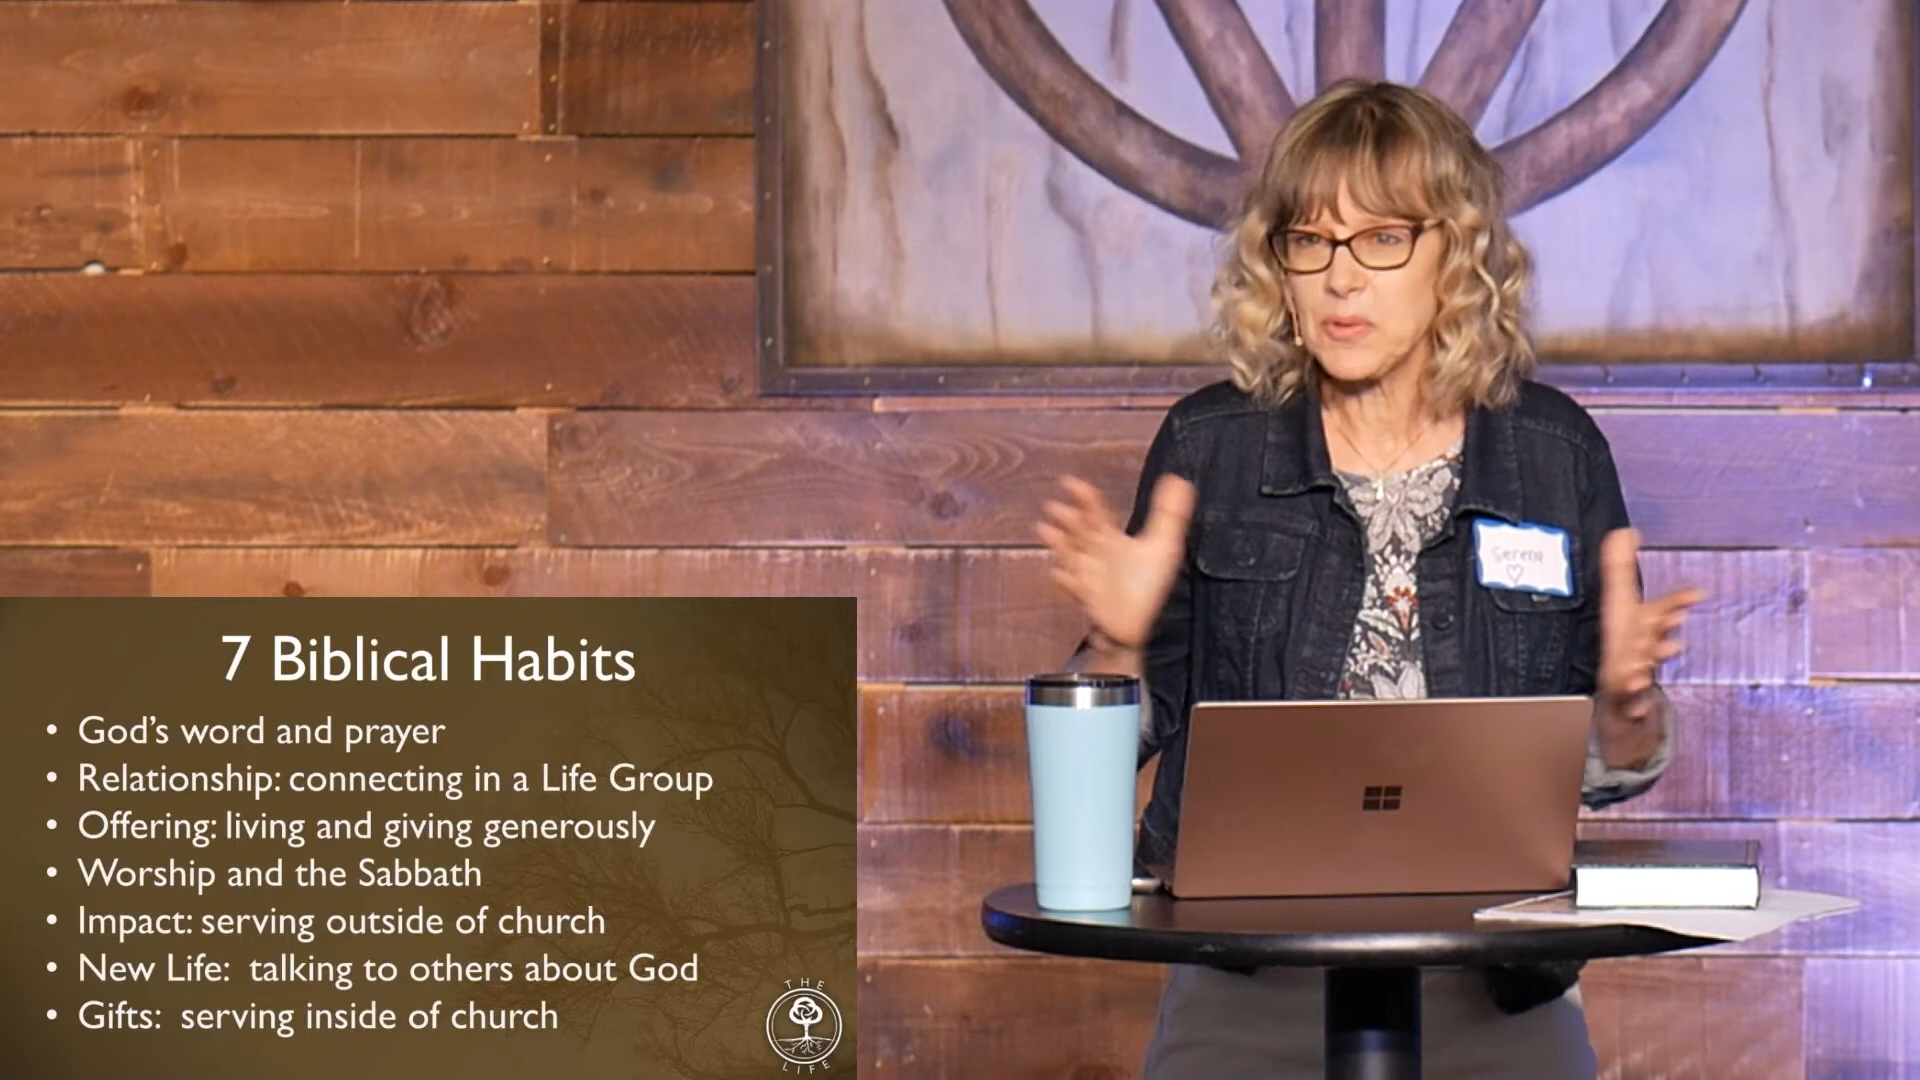 Serena
7 Biblical Habits
• God's word and prayer
• Relationship: connecting in a Life Group
• Offering: living and giving generously
• Worship and the Sabbath
• Impact: serving outside of church
• New Life:  talking to others about God
• Gifts:  serving inside of church
THE
LIFE